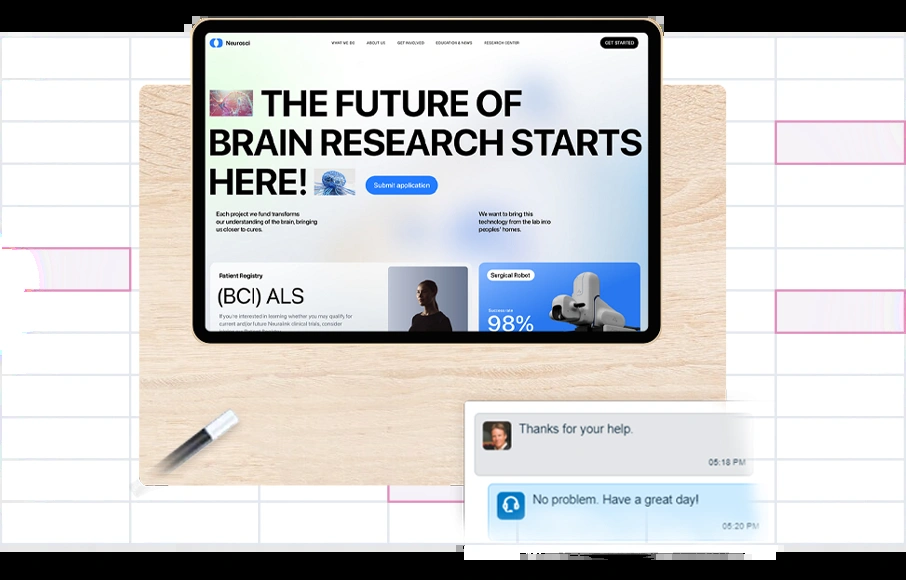 Neurosci
WHAT WE DO
ABOUT US
GET INVOLVED
EDUCATION & NEWS
RESEARCH CENTER
GET STARTED
THE FUTURE OF
BRAIN RESEARCH STARTS
HERE!
Submit application
Each project we fund transforms
our understanding of the brain, bringing
us closer to cures.
We want to bring this
technology from the lab into
peoples' homes.
Patient Registry
(BCI) ALS
If you're interested in learning whether you may qualify for
current and/or future Neuralink clinical trials, consider
Surgical Robot
Success rate
98%
Thanks for your help.
05:18 PM
No problem. Have a great day!
05:20 PM